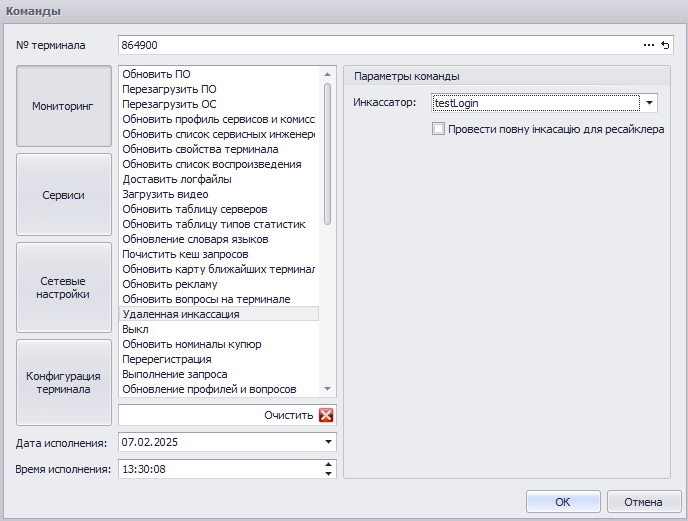 Команды
№ терминала
864900
Мониторинг
Сервиси
Сетевые
настройки
Конфигурация
терминала
Обновить ПО
Перезагрузить ПО
Перезагрузить ОС
Обновить профиль сервисов и комисс
Обновить список сервисных инженерс
Обновить свойства терминала
Обновить список воспроизведения
Доставить логфайлы
Загрузить видео
Обновить таблицу серверов
Обновить таблицу типов статистик
Обновление словаря языков
Почистить кеш запросов
Обновить карту ближайших терминал
Обновить рекламу
Обновить вопросы на терминале
Удаленная инкассация
Выкл
Обновить номиналы купюр
Перерегистрация
Выполнение запроса
Обновление профилей и вопросов
Очистить
Дата исполнения:
07.02.2025
Время исполнения:
13:30:08
Параметры команды
Инкассатор:
testLogin
Провести повну інкасацію для ресайклера
ОК
Отмена